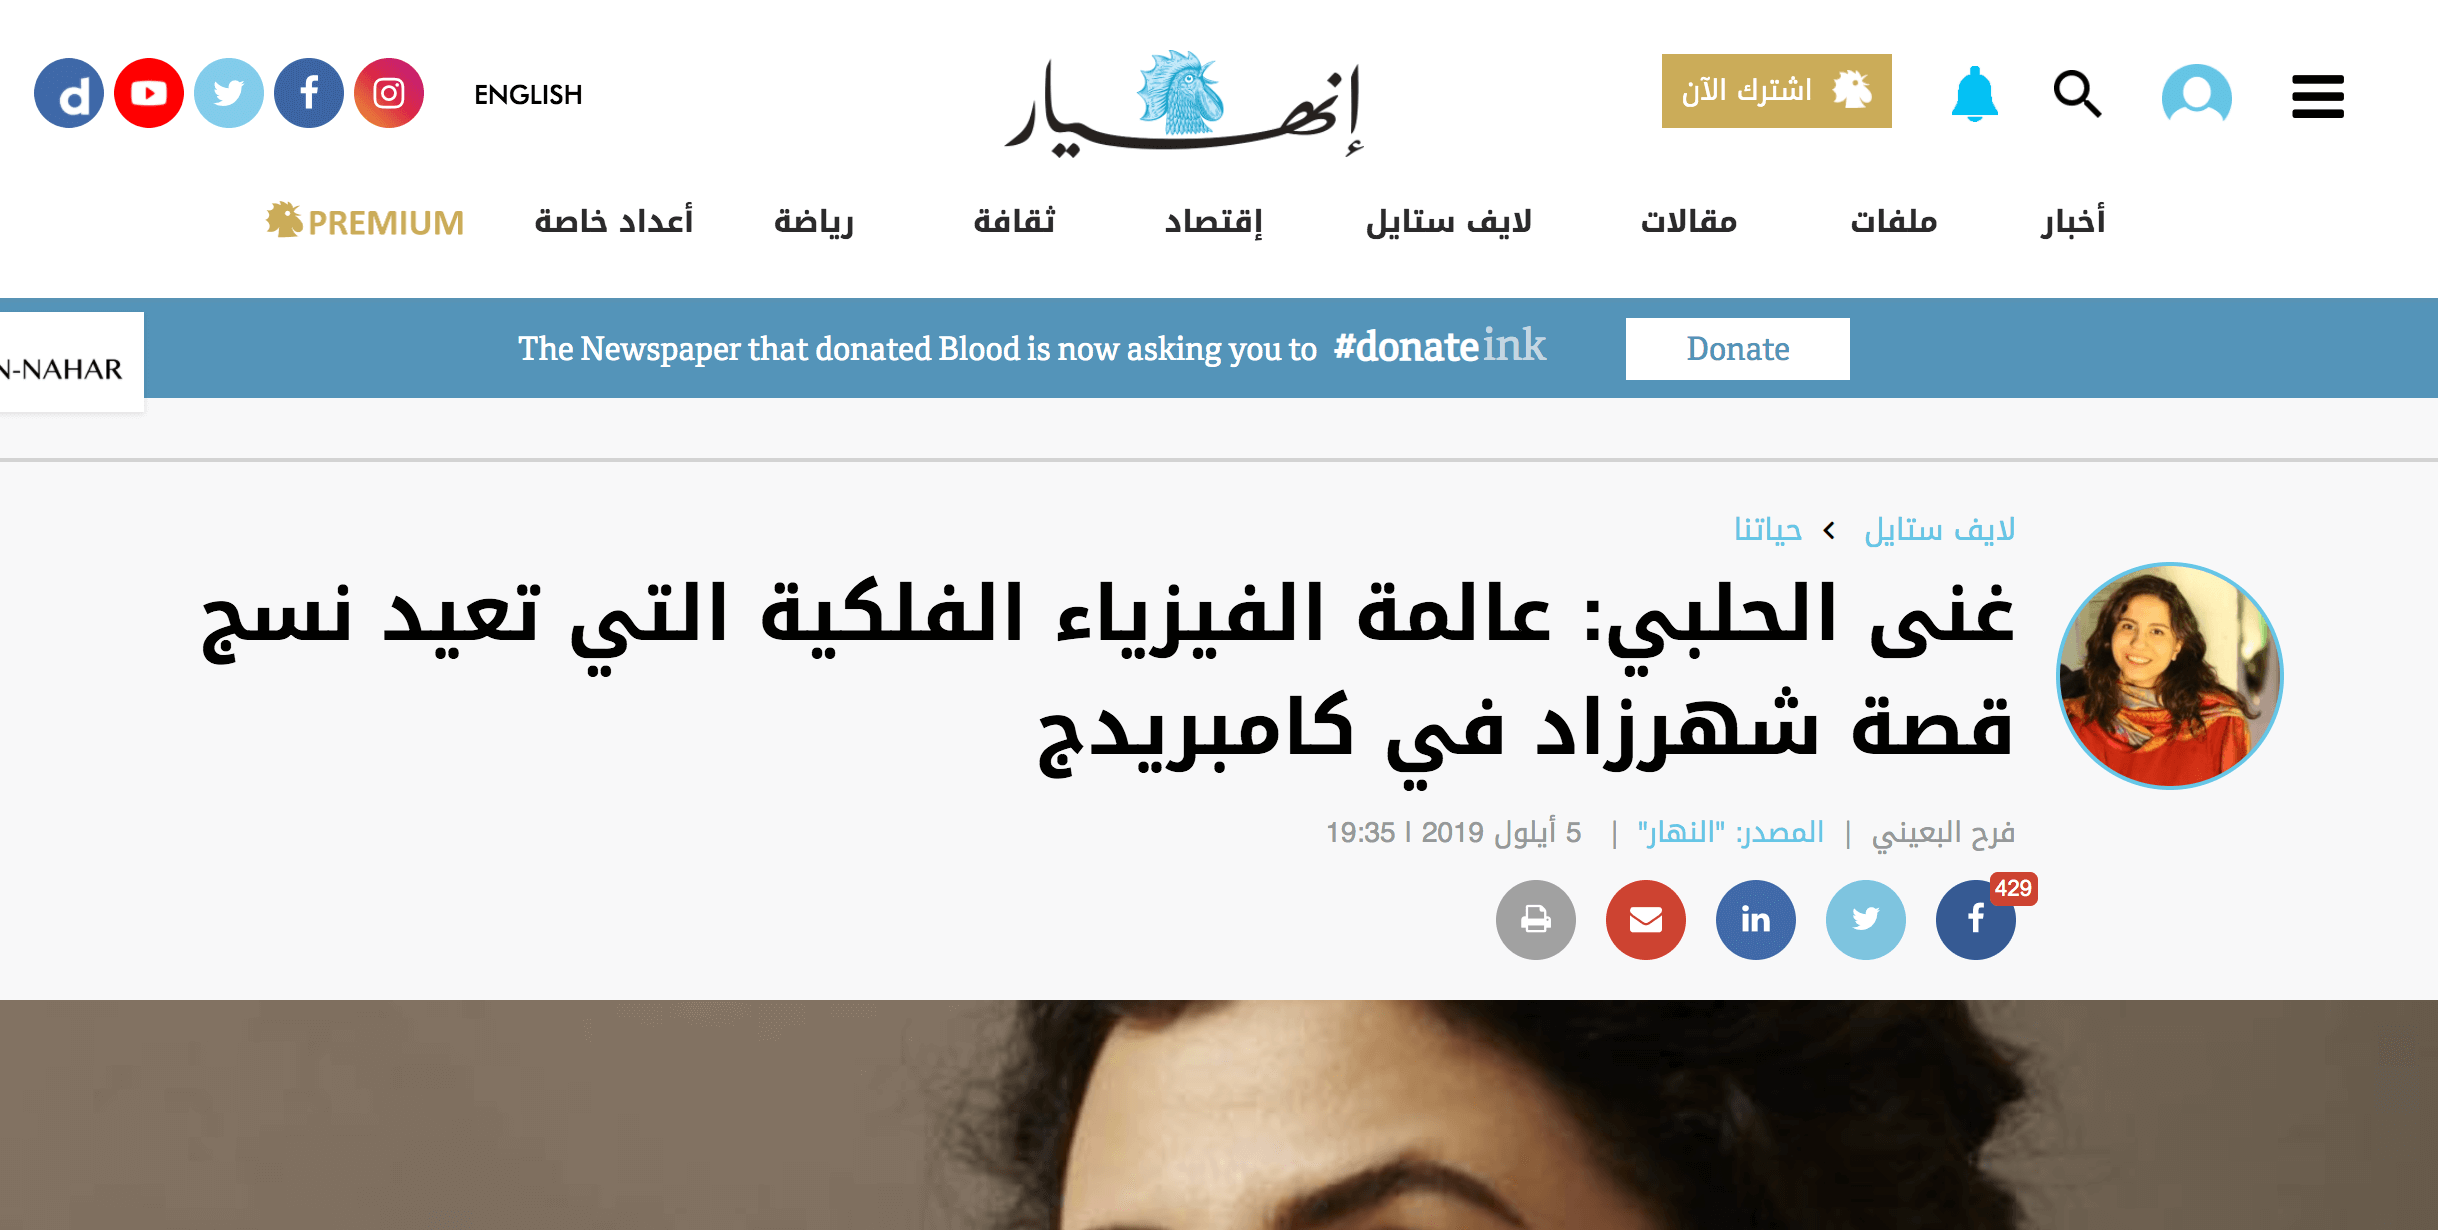 d
ENGLISH
إنهيار
اشترك الآن
أخبار ملفات مقالات لايف ستايل إقتصاد ثقافة رياضة أعداد خاصة PREMIUM
N-NAHAR
The Newspaper that donated Blood is now asking you to #donateink
Donate
لايف ستايل › حياتنا
غنى الحلبي: عالمة الفيزياء الفلكية التي تعيد نسج
قصة شهرزاد في كامبريدج
فرح البعيني | المصدر: "النهار" | 5 أيلول 2019 | 19:35
429